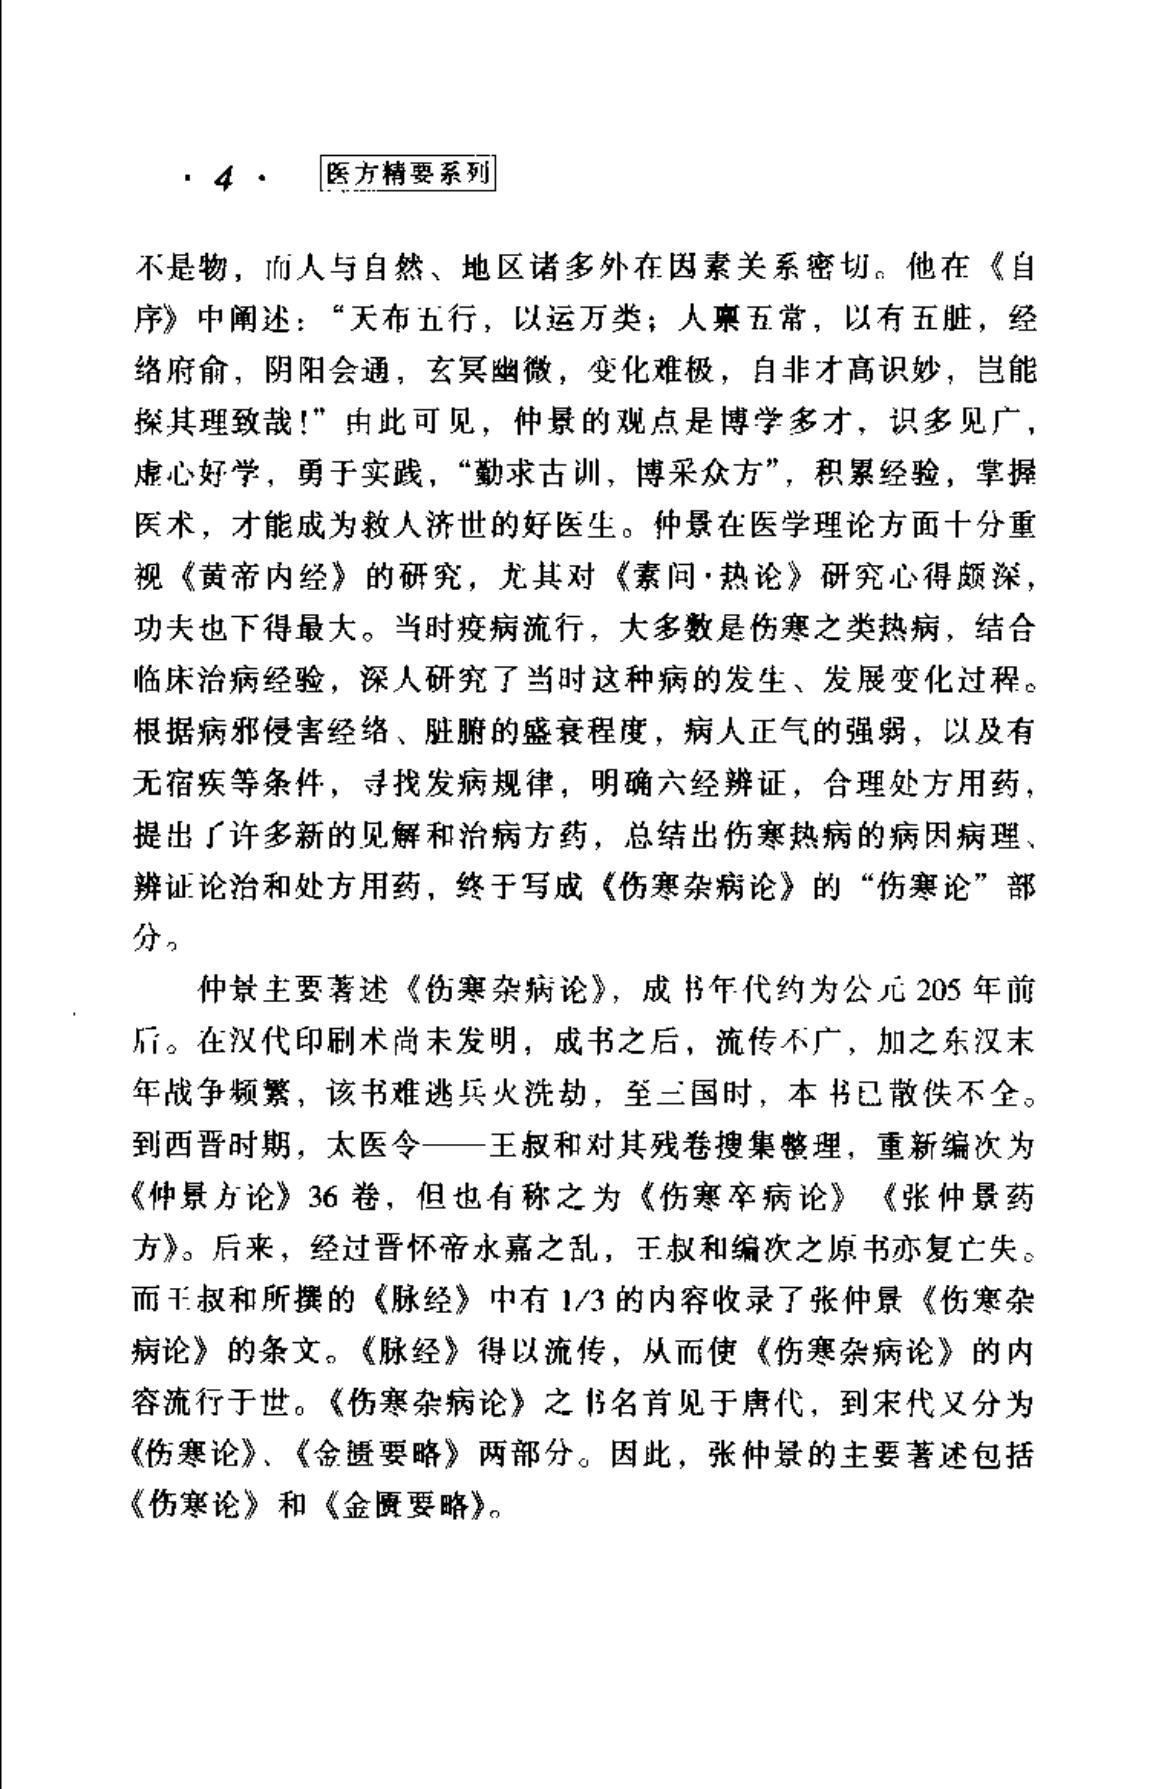 · 4 · 医方精要系列
不是物，而人与自然、地区诸多外在因素关系密切。他在《自
序》中阐述：“天布五行，以运万类；人禀五常，以有五脏，经
络府俞，阴阳会通，玄冥幽微，变化难极，自非才高识妙，岂能
探其理致哉！”由此可见，仲景的观点是博学多才，识多见广，
虚心好学，勇于实践，“勤求古训，博采众方”，积累经验，掌握
医术，才能成为救人济世的好医生。仲景在医学理论方面十分重
视《黄帝内经》的研究，尤其对《素问·热论》研究心得颇深，
功夫也下得最大。当时疫病流行，大多数是伤寒之类热病，结合
临床治病经验，深入研究了当时这种病的发生、发展变化过程。
根据病邪侵害经络、脏腑的盛衰程度，病人正气的强弱，以及有
无宿疾等条件，寻找发病规律，明确六经辨证，合理处方用药，
提出了许多新的见解和治病方药，总结出伤寒热病的病因病理、
辨证论治和处方用药，终于写成《伤寒杂病论》的“伤寒论”部
分。
仲景主要著述《伤寒杂病论》，成书年代约为公元 205 年前
后。在汉代印刷术尚未发明，成书之后，流传不广，加之东汉末
年战争频繁，该书难逃兵火洗劫，至三国时，本书已散佚不全。
到西晋时期，太医令——王叔和对其残卷搜集整理，重新编次为
《仲景方论》36 卷，但也有称之为《伤寒卒病论》《张仲景药
方》。后来，经过晋怀帝永嘉之乱，王叔和编次之原书亦复亡失。
而王叔和所撰的《脉经》中有 1/3 的内容收录了张仲景《伤寒杂
病论》的条文。《脉经》得以流传，从而使《伤寒杂病论》的内
容流行于世。《伤寒杂病论》之书名首见于唐代，到宋代又分为
《伤寒论》、《金匮要略》两部分。因此，张仲景的主要著述包括
《伤寒论》和《金匮要略》。